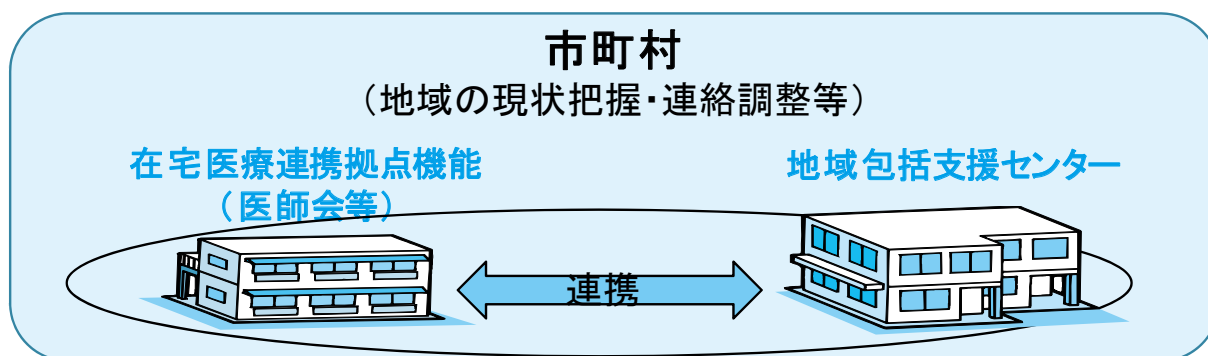 市町村
（地域の現状把握・連絡調整等）
在宅医療連携拠点機能
（医師会等）
地域包括支援センター
連携